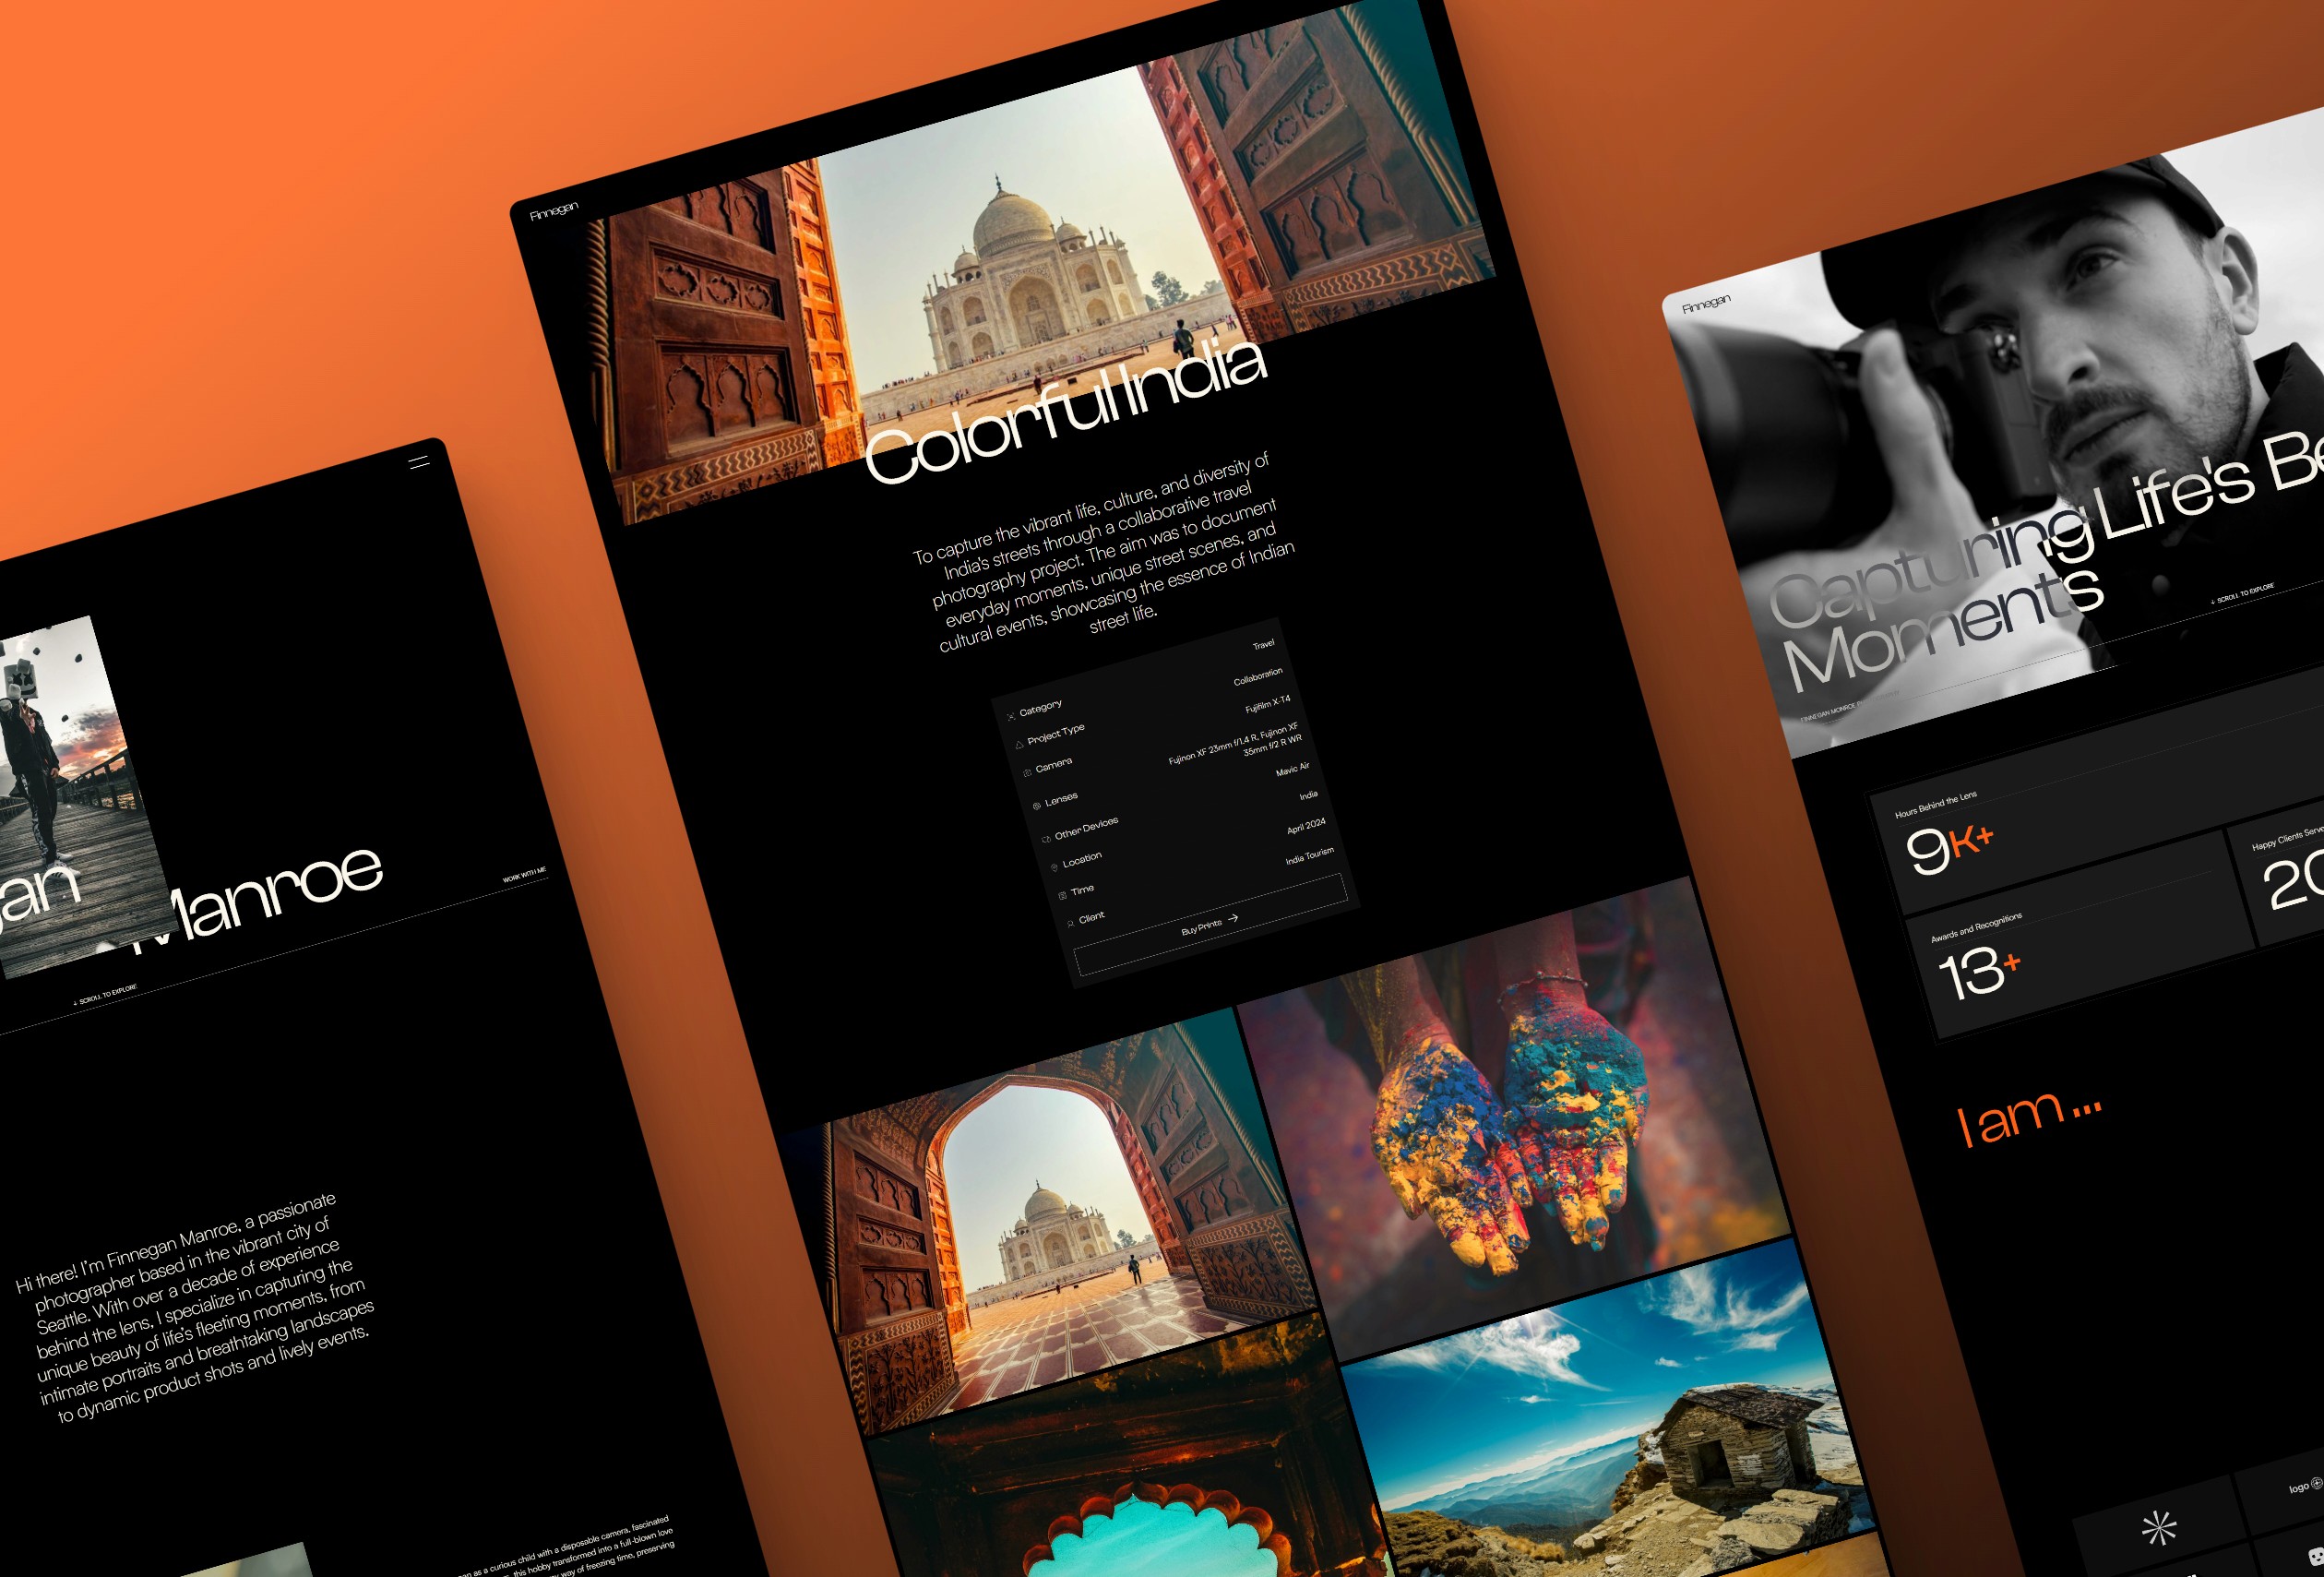 an Manroe
WORK WITH ME
↓ SCROLL TO EXPLORE
Hi there! I'm Finnegan Manroe, a passionate
photographer based in the vibrant city of
Seattle. With over a decade of experience
behind the lens, I specialize in capturing the
unique beauty of life's fleeting moments, from
intimate portraits and breathtaking landscapes
to dynamic product shots and lively events.
as a curious child with a disposable camera, fascinated
this hobby transformed into a full-blown love
way of freezing time, preserving
Finnegan
Colorful India
To capture the vibrant life, culture, and diversity of
India's streets through a collaborative travel
photography project. The aim was to document
everyday moments, unique street scenes, and
cultural events, showcasing the essence of Indian
street life.
Category Travel
Project Type Collaboration
Camera Fujifilm X-T4
Lenses Fujinon XF 23mm f/1.4 R, Fujinon XF
35mm f/2 R WR
Other Devices Mavic Air
Location India
Time April 2024
Client India Tourism
Buy Prints →
Finnegan
Capturing Life's Be
Moments
FINNEGAN MONROE
↓ SCROLL TO EXPLORE
Hours Behind the Lens
9K+
Awards and Recognitions
13+
Happy Clients Serve
20
I am ...
logo